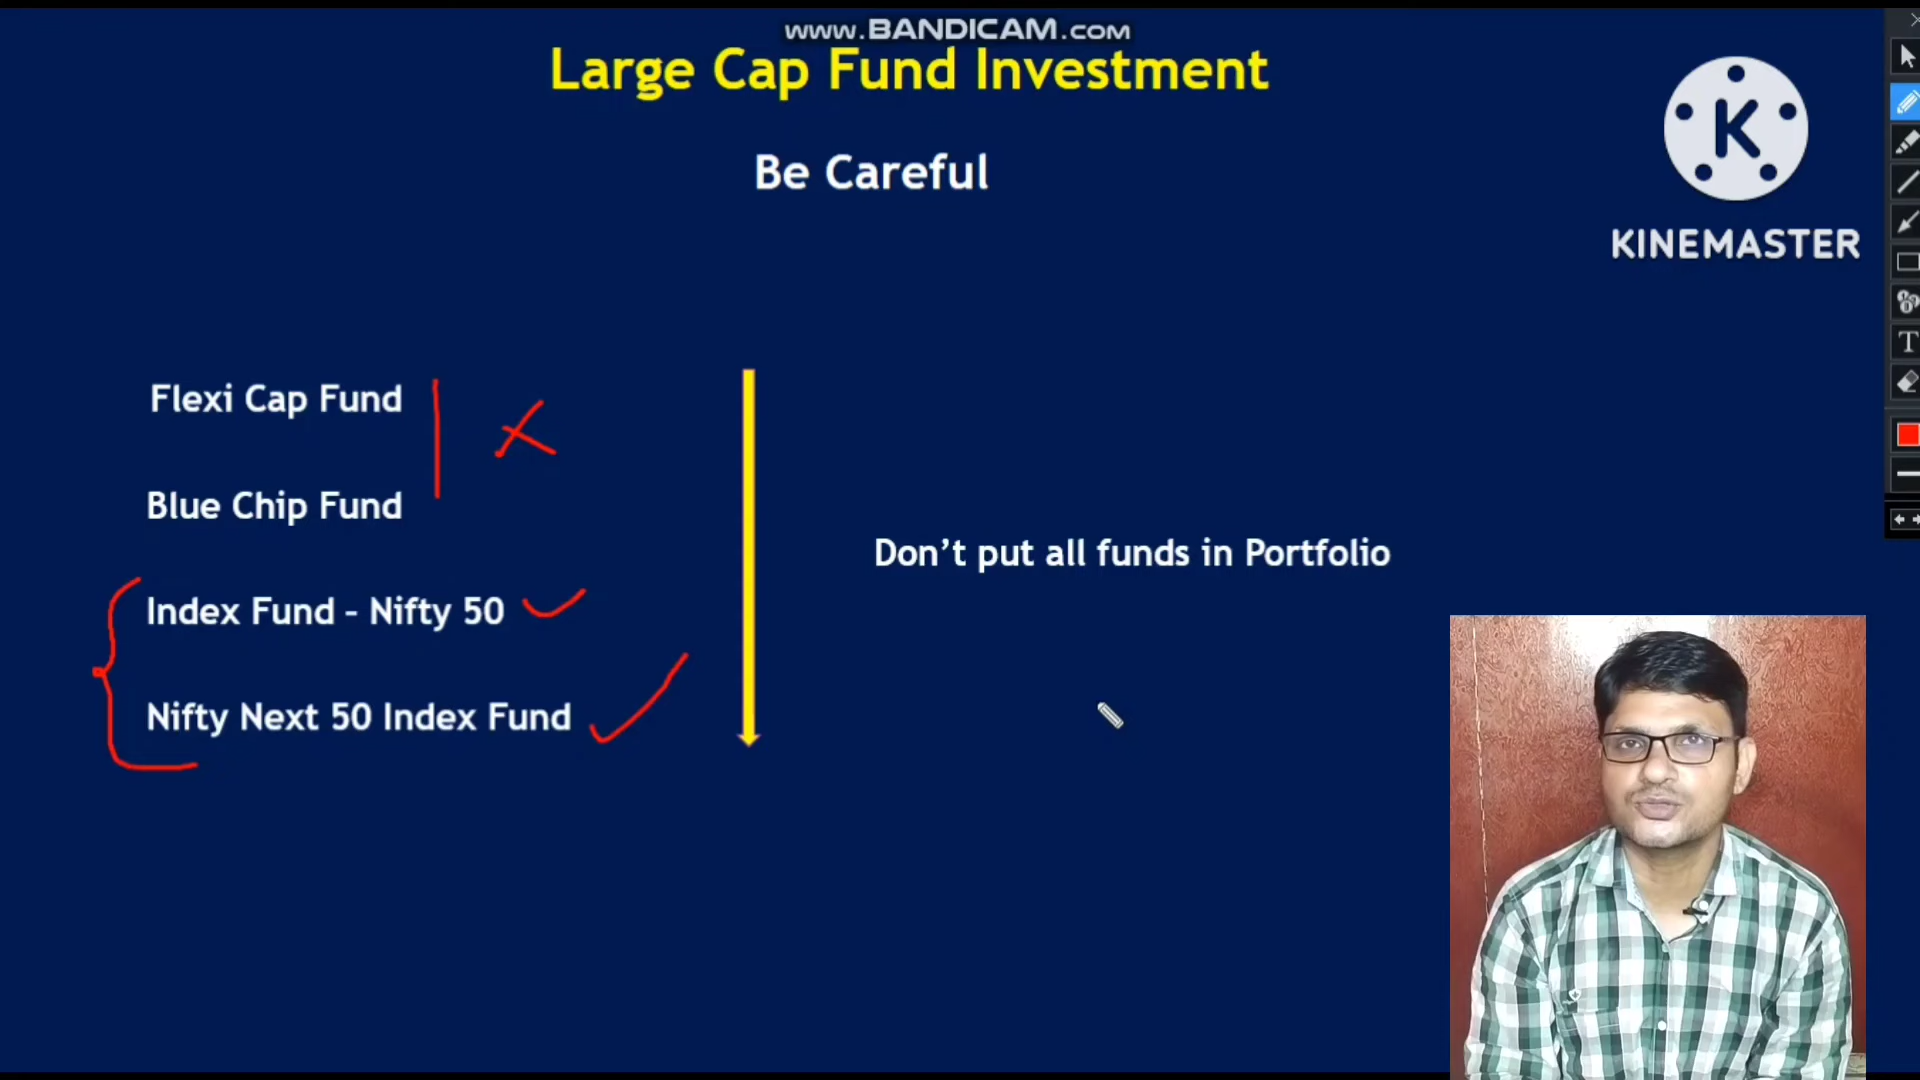 www.BANDICAM.com
Large Cap Fund Investment
Be Careful
K
KINEMASTER
Flexi Cap Fund
Blue Chip Fund
Index Fund – Nifty 50
Nifty Next 50 Index Fund
Don’t put all funds in Portfolio
T